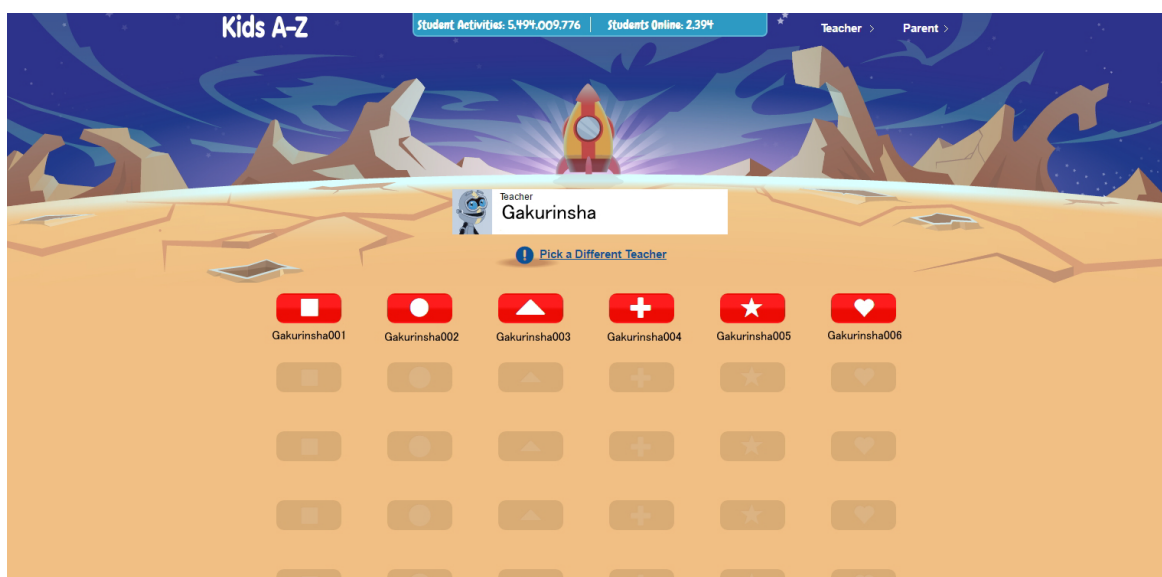 Kids A-Z
Student Activities: 5,494,009,776 Students Online: 2,394
Teacher > Parent >
Teacher
Gakurinsha
! Pick a Different Teacher
Gakurinsha001 Gakurinsha002 Gakurinsha003 Gakurinsha004 Gakurinsha005 Gakurinsha006